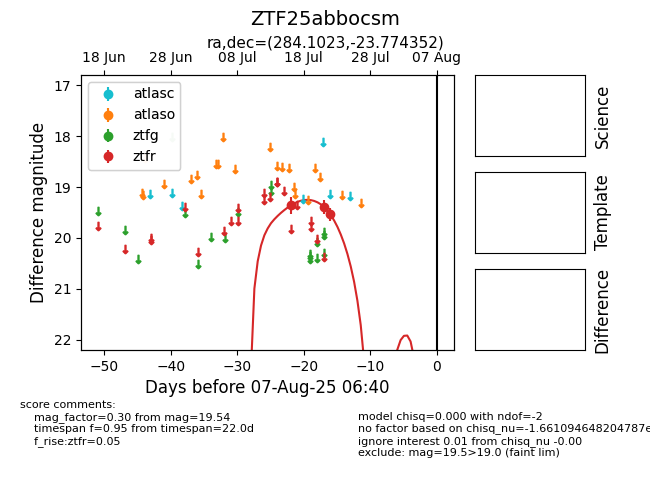 ZTF25abbocsm
ra,dec=(284.1023,-23.774352)
18 Jun 28 Jun 08 Jul 18 Jul 28 Jul 07 Aug
atlasc
atlaso
ztfg
ztfr
17
18
19
20
21
22
Difference magnitude
−50 −40 −30 −20 −10 0
Days before 07-Aug-25 06:40
Science
Template
Difference
score comments:
mag_factor=0.30 from mag=19.54
timespan f=0.95 from timespan=22.0d
f_rise:ztfr=0.05
model chisq=0.000 with ndof=-2
no factor based on chisq_nu=-1.661094648204787e
ignore interest 0.01 from chisq_nu -0.00
exclude: mag=19.5>19.0 (faint lim)